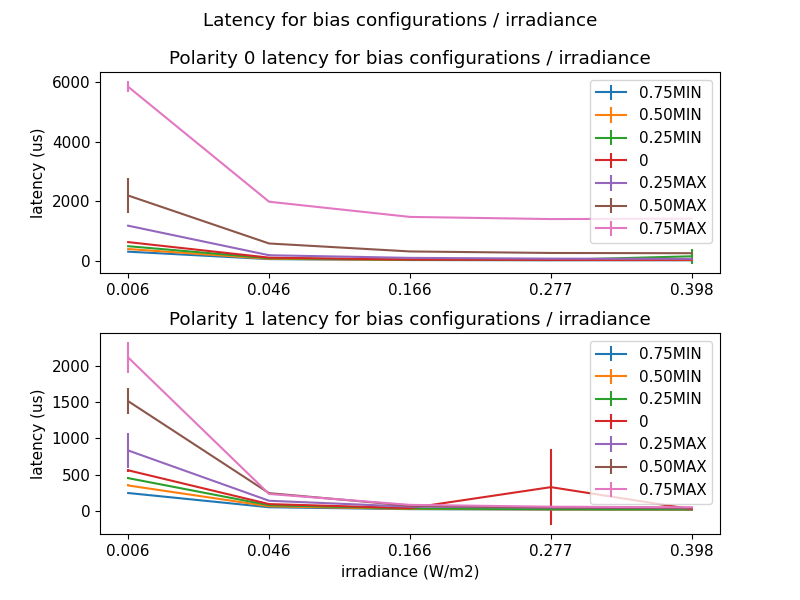 Latency for bias configurations / irradiance
Polarity 0 latency for bias configurations / irradiance
6000
4000
2000
0
latency (us)
0.75MIN
0.50MIN
0.25MIN
0
0.25MAX
0.50MAX
0.75MAX
0.006 0.046 0.166 0.277 0.398
Polarity 1 latency for bias configurations / irradiance
2000
1500
1000
500
0
latency (us)
0.75MIN
0.50MIN
0.25MIN
0
0.25MAX
0.50MAX
0.75MAX
0.006 0.046 0.166 0.277 0.398
irradiance (W/m2)